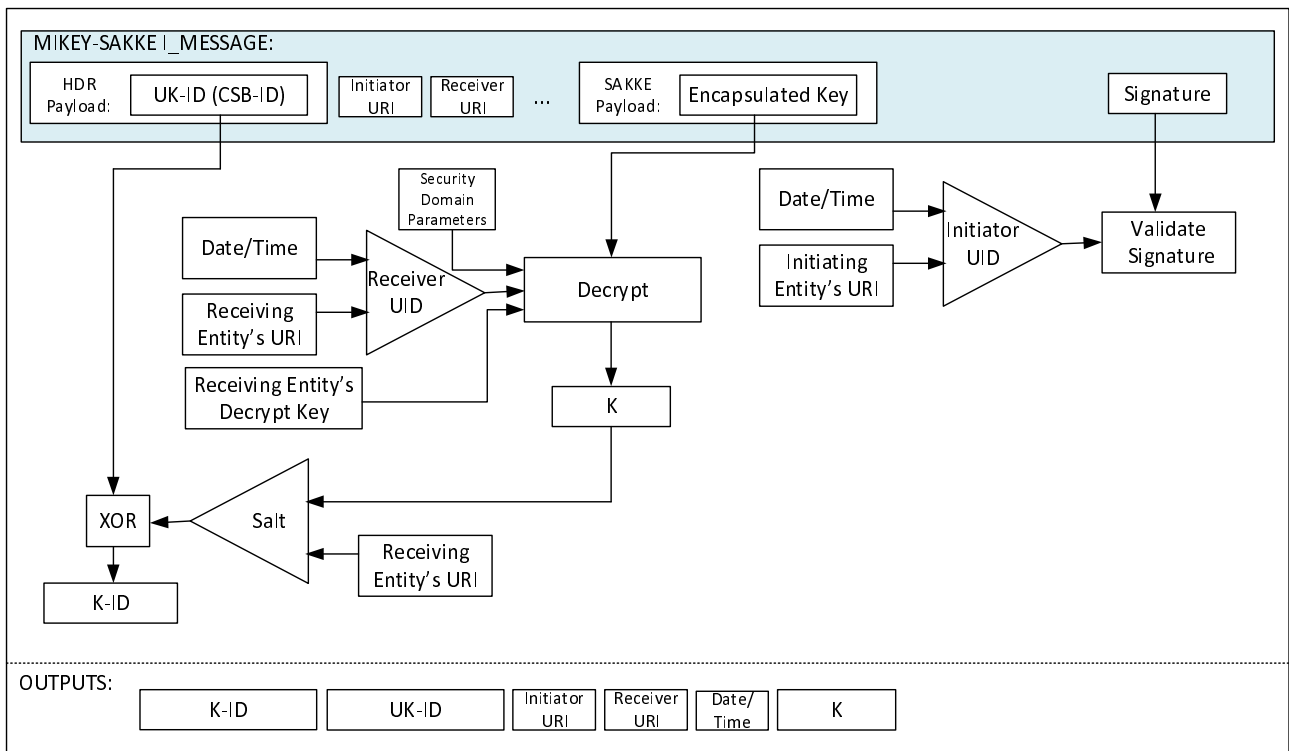 MIKEY-SAKKE I_MESSAGE:
HDR
Payload:
UK-ID (CSB-ID)
Initiator
URI
Receiver
URI
...
SAKKE
Payload:
Encapsulated Key
Signature
Security
Domain
Parameters
Date/Time
Receiving
Entity's URI
Receiver
UID
Receiving Entity's
Decrypt Key
Decrypt
K
Date/Time
Initiating
Entity's URI
Initiator
UID
Validate
Signature
XOR
Salt
Receiving
Entity's URI
K-ID
OUTPUTS:
K-ID
UK-ID
Initiator
URI
Receiver
URI
Date/
Time
K